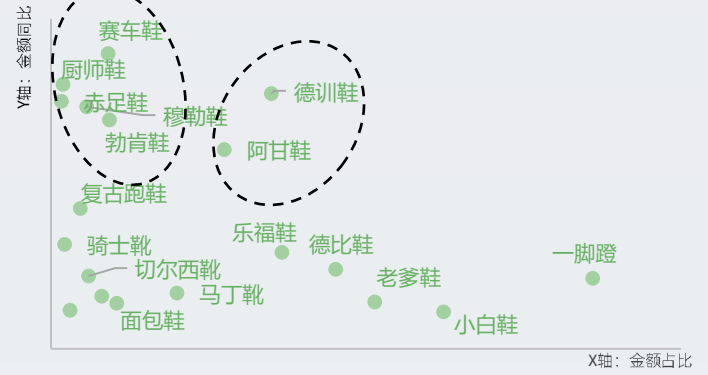 Y轴：金额同比
赛车鞋
厨师鞋
赤足鞋
穆勒鞋
勃肯鞋
德训鞋
阿甘鞋
复古跑鞋
骑士靴
切尔西靴
面包鞋
马丁靴
乐福鞋
德比鞋
老爹鞋
小白鞋
一脚蹬
X轴：金额占比